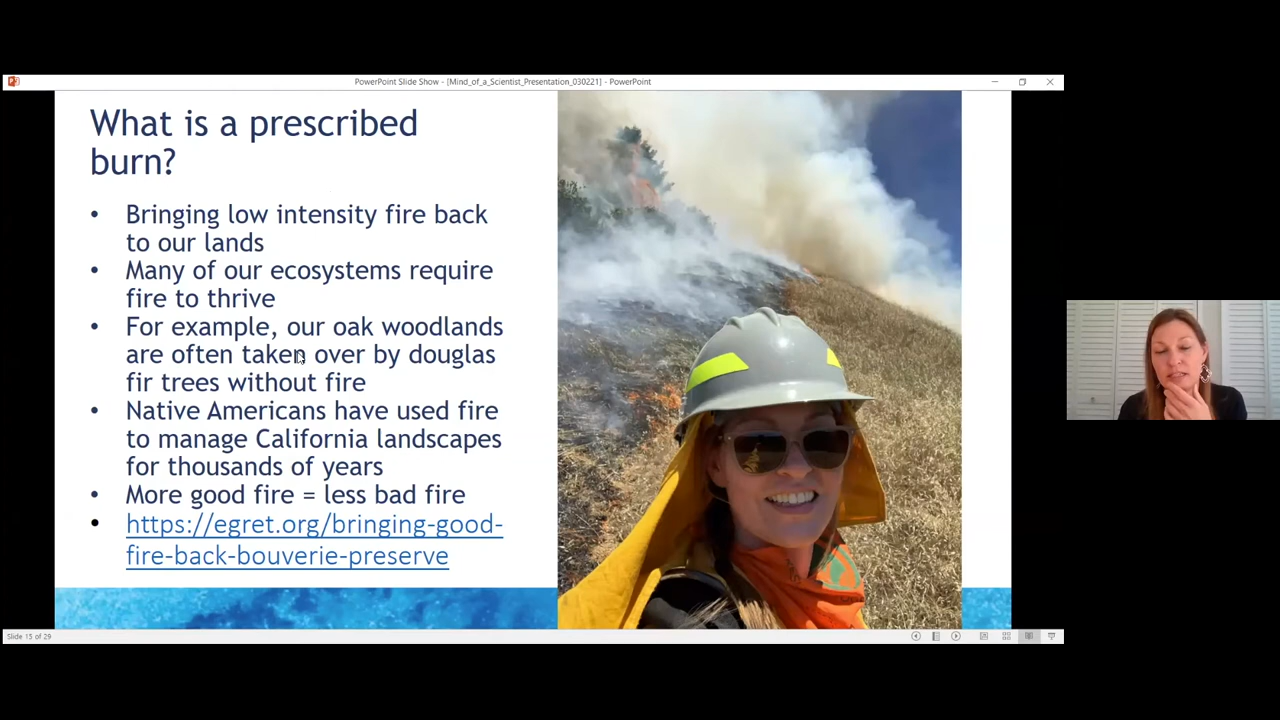 PowerPoint Slide Show - [Mind_of_a_Scientist_Presentation_030221] - PowerPoint
What is a prescribed
burn?
• Bringing low intensity fire back
to our lands
• Many of our ecosystems require
fire to thrive
• For example, our oak woodlands
are often taken over by douglas
fir trees without fire
• Native Americans have used fire
to manage California landscapes
for thousands of years
• More good fire = less bad fire
• https://egret.org/bringing-good-
fire-back-bouverie-preserve
Slide 15 of 29